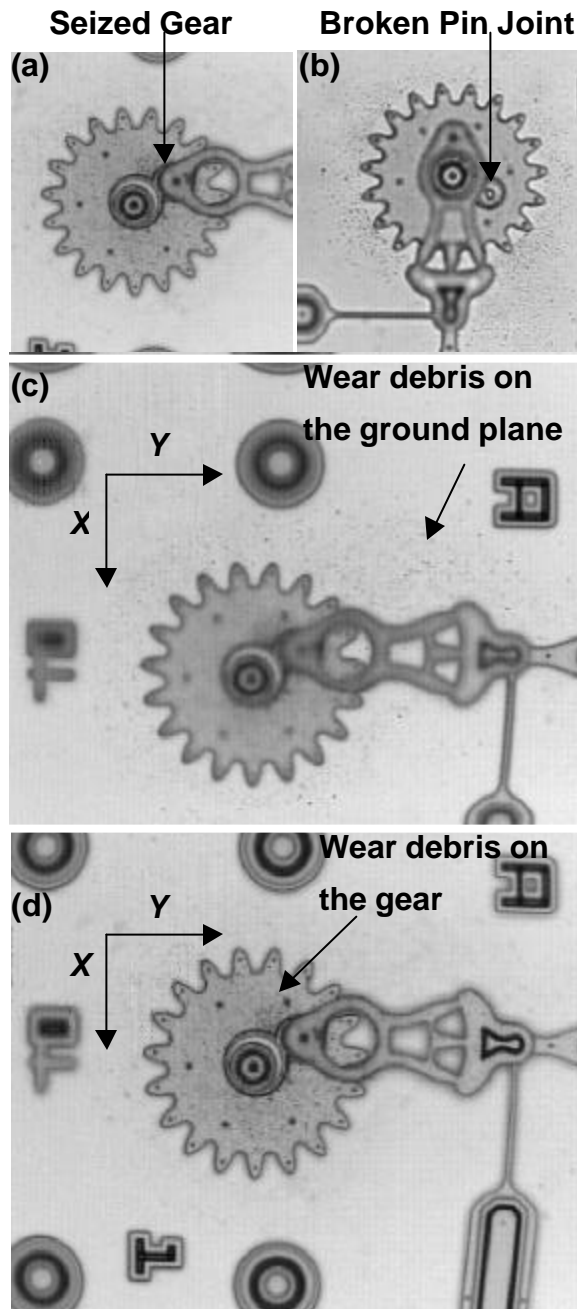 Seized Gear
Broken Pin Joint
(a)
(b)
(c)
Wear debris on
the ground plane
Y
X
(d)
Wear debris on
the gear
Y
X